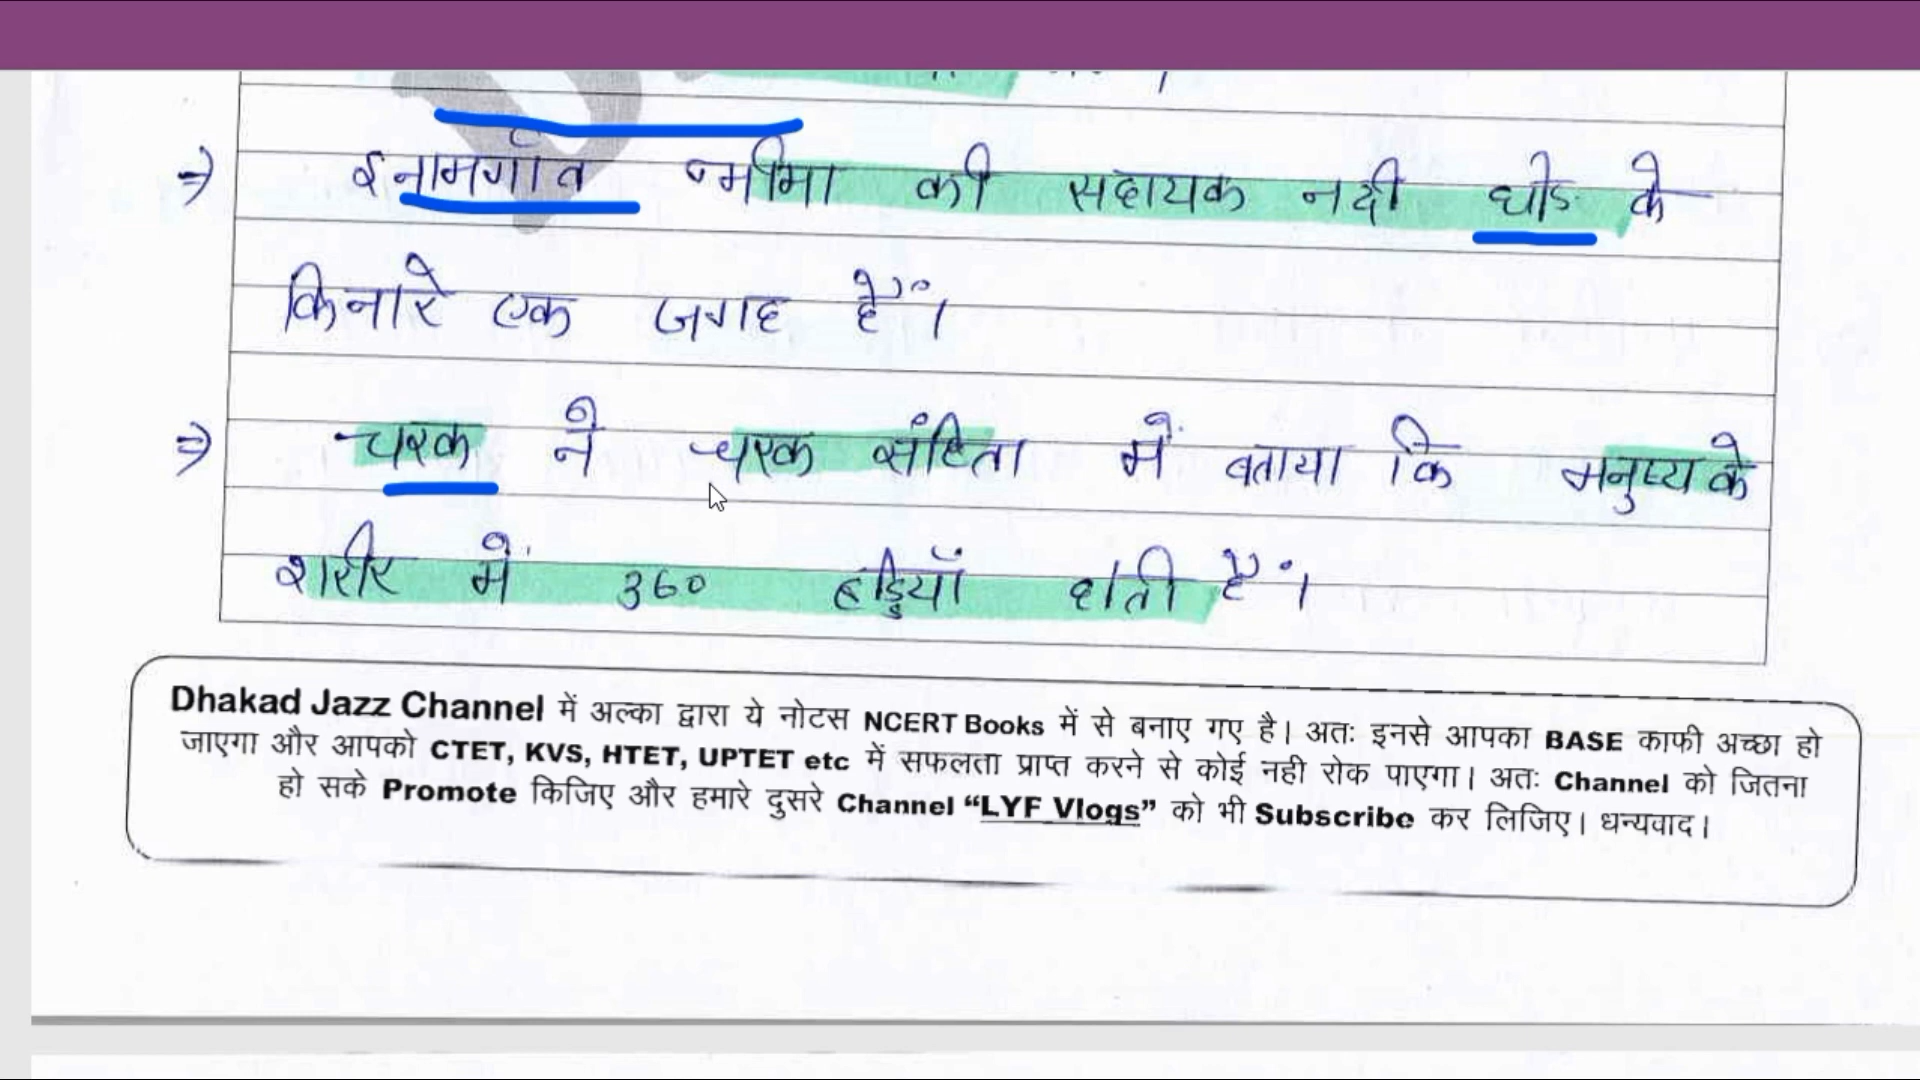 ⇒ ईनामगाँव भीमा की सहायक नदी घोड के
किनारे एक जगह हैं।
⇒ चरक ने चरक संहिता में बताया कि मनुष्य के
शरीर में 360 हड्डियाँ होती हैं।
Dhakad Jazz Channel में अल्का द्वारा ये नोटस NCERT Books में से बनाए गए है। अतः इनसे आपका BASE काफी अच्छा हो
जाएगा और आपको CTET, KVS, HTET, UPTET etc में सफलता प्राप्त करने से कोई नही रोक पाएगा। अतः Channel को जितना
हो सके Promote किजिए और हमारे दुसरे Channel “LYF Vlogs” को भी Subscribe कर लिजिए। धन्यवाद।